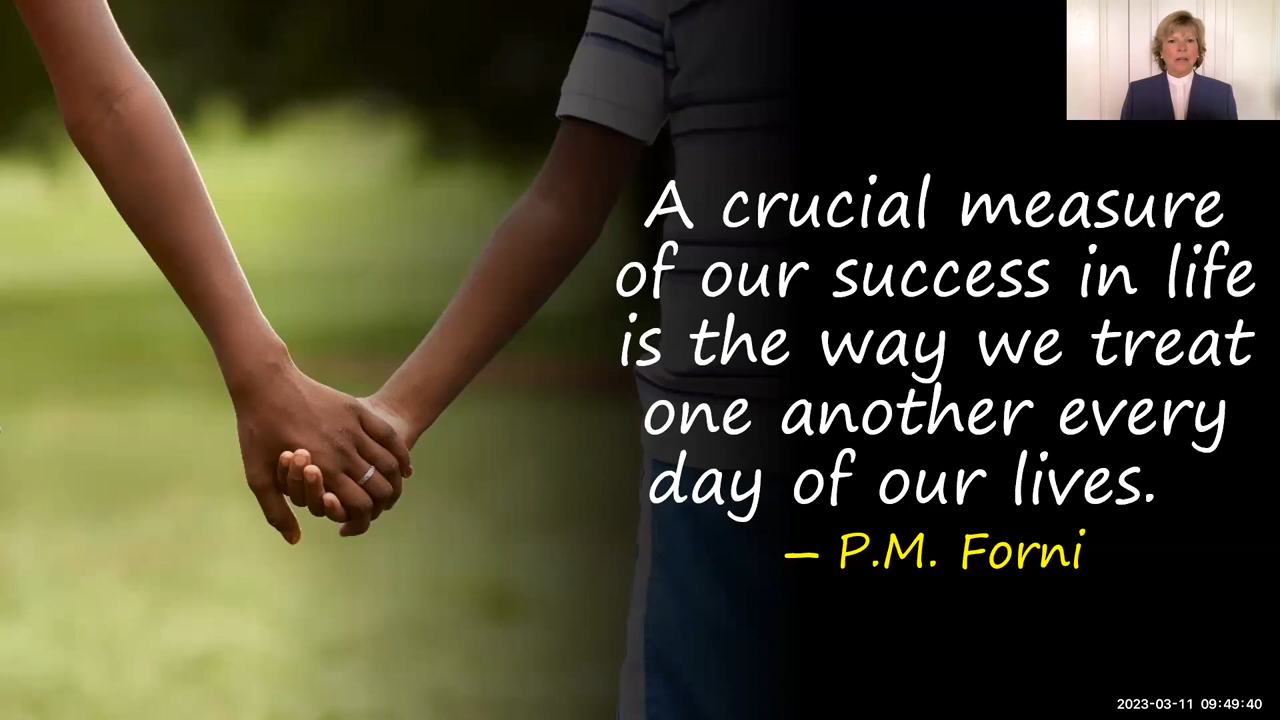 A crucial measure
of our success in life
is the way we treat
one another every
day of our lives.
– P.M. Forni
2023-03-11 09:49:40